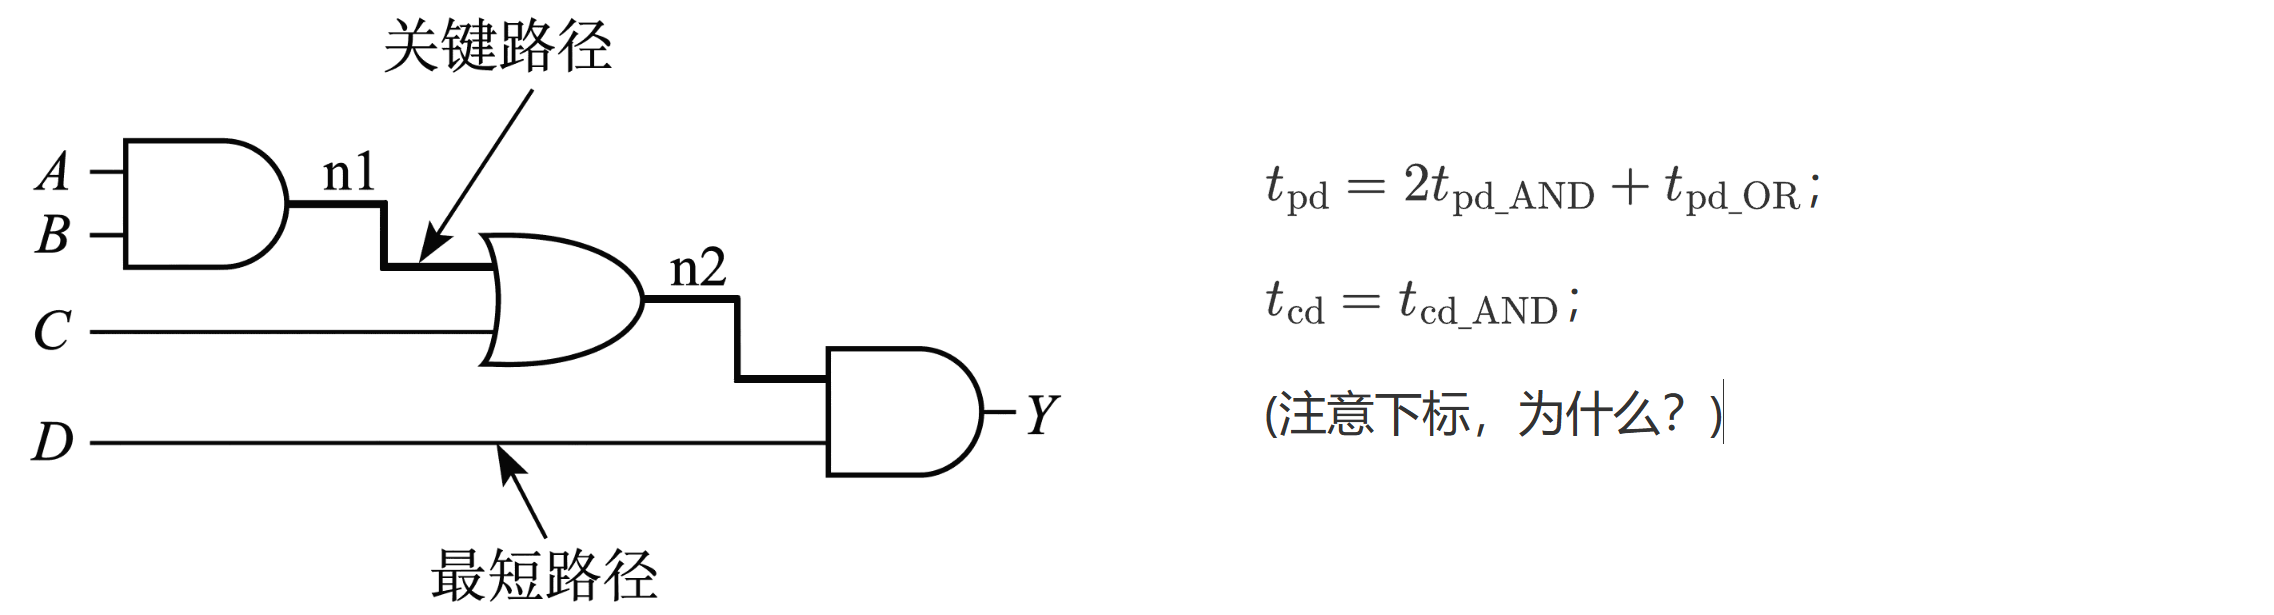 关键路径
A
n1
B
n2
C
Y
D
最短路径
t_pd = 2t_pd_AND + t_pd_OR ;
t_cd = t_cd_AND ;
(注意下标，为什么？)